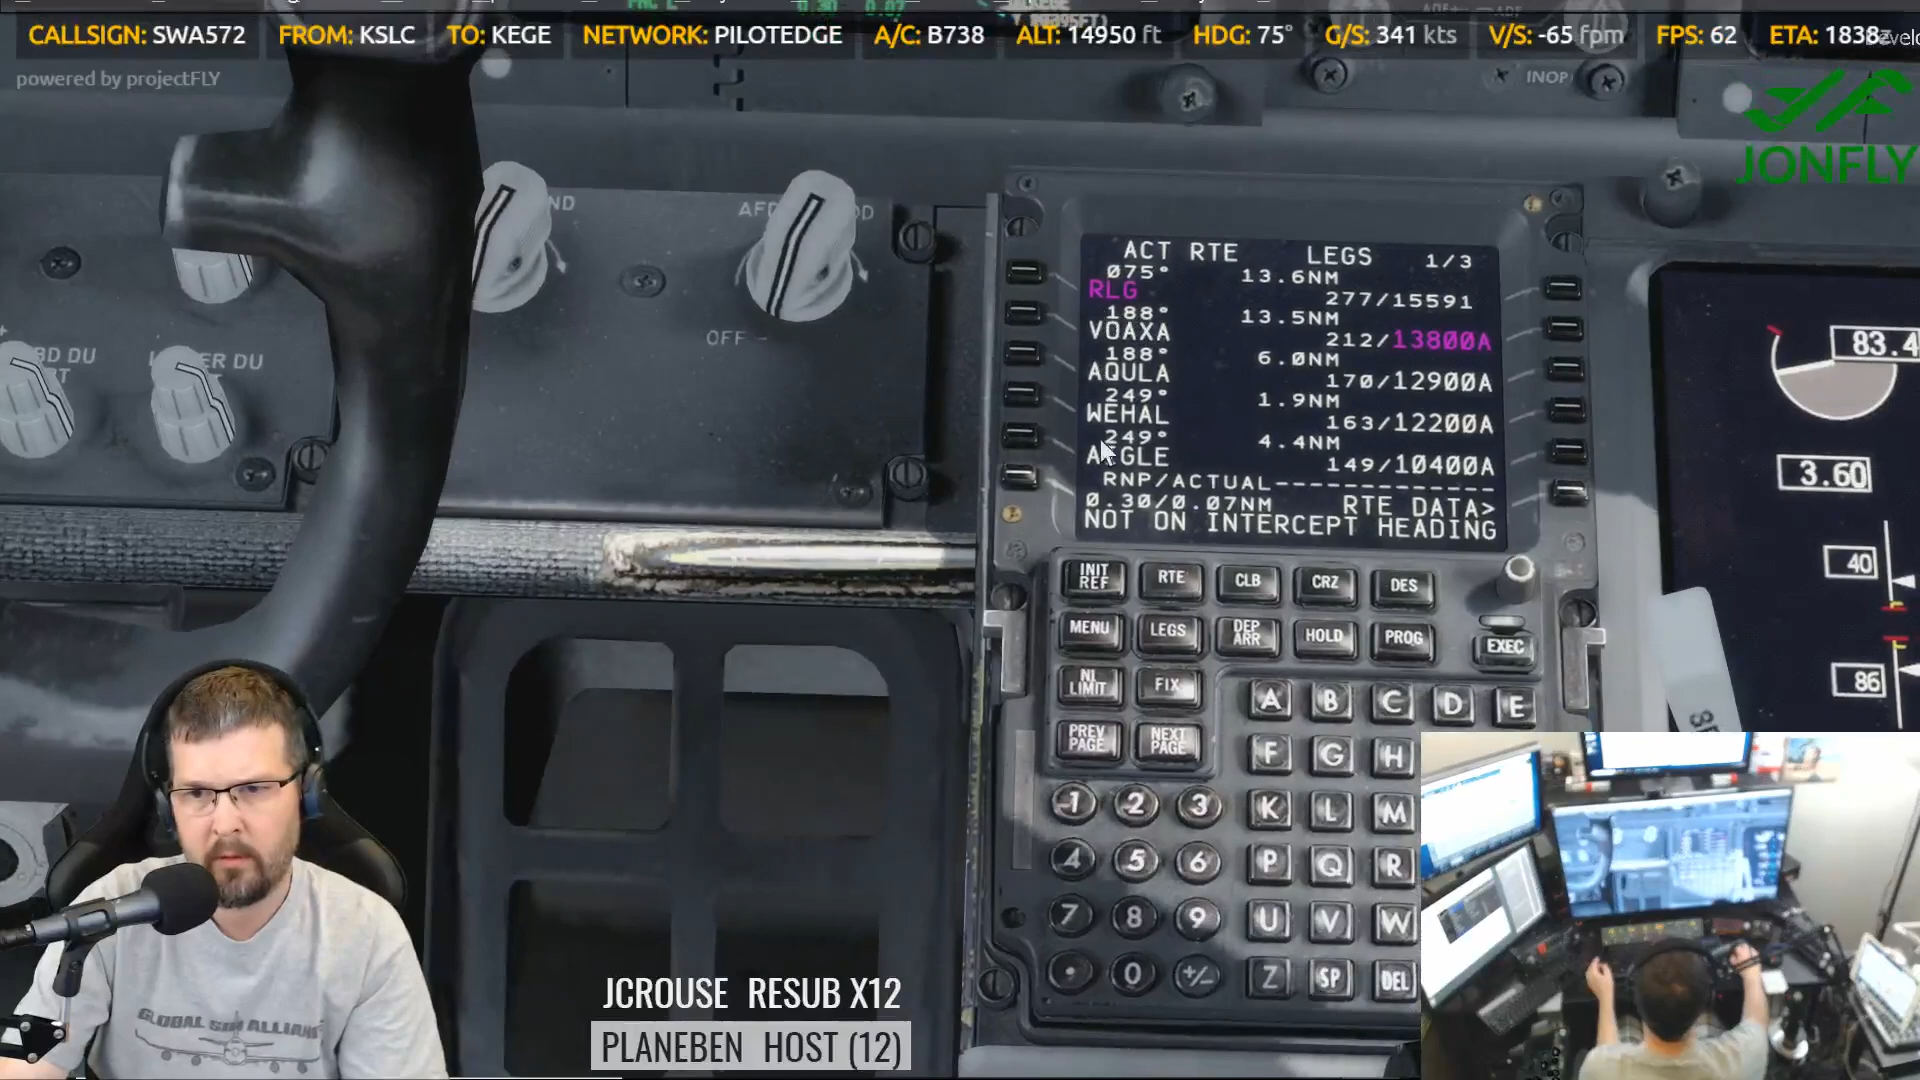 CALLSIGN: SWA572 FROM: KSLC TO: KEGE NETWORK: PILOTEDGE A/C: B738 ALT: 14950 ft HDG: 75° G/S: 341 kts V/S: -65 fpm FPS: 62 ETA: 1838z
powered by projectFLY
INOP
JONFLY
OFF
ACT RTE LEGS 1/3
075° 13.6NM
RLG 277/15591
188° 13.5NM
VOAXA 212/13800A
188° 6.0NM
AQULA 170/12900A
249° 1.9NM
WEHAL 163/12200A
249° 4.4NM
AEGLE 149/10400A
RNP/ACTUAL--------------
0.30/0.07NM RTE DATA>
NOT ON INTERCEPT HEADING
83.4
3.60
40
86
INIT REF RTE CLB CRZ DES
MENU LEGS DEP ARR HOLD PROG EXEC
N1 LIMIT FIX
PREV PAGE NEXT PAGE
A B C D E
F G H
1 2 3 K L M
4 5 6 P Q R
7 8 9 U V W
. 0 +/- Z SP DEL
JCROUSE RESUB X12
PLANEBEN HOST (12)